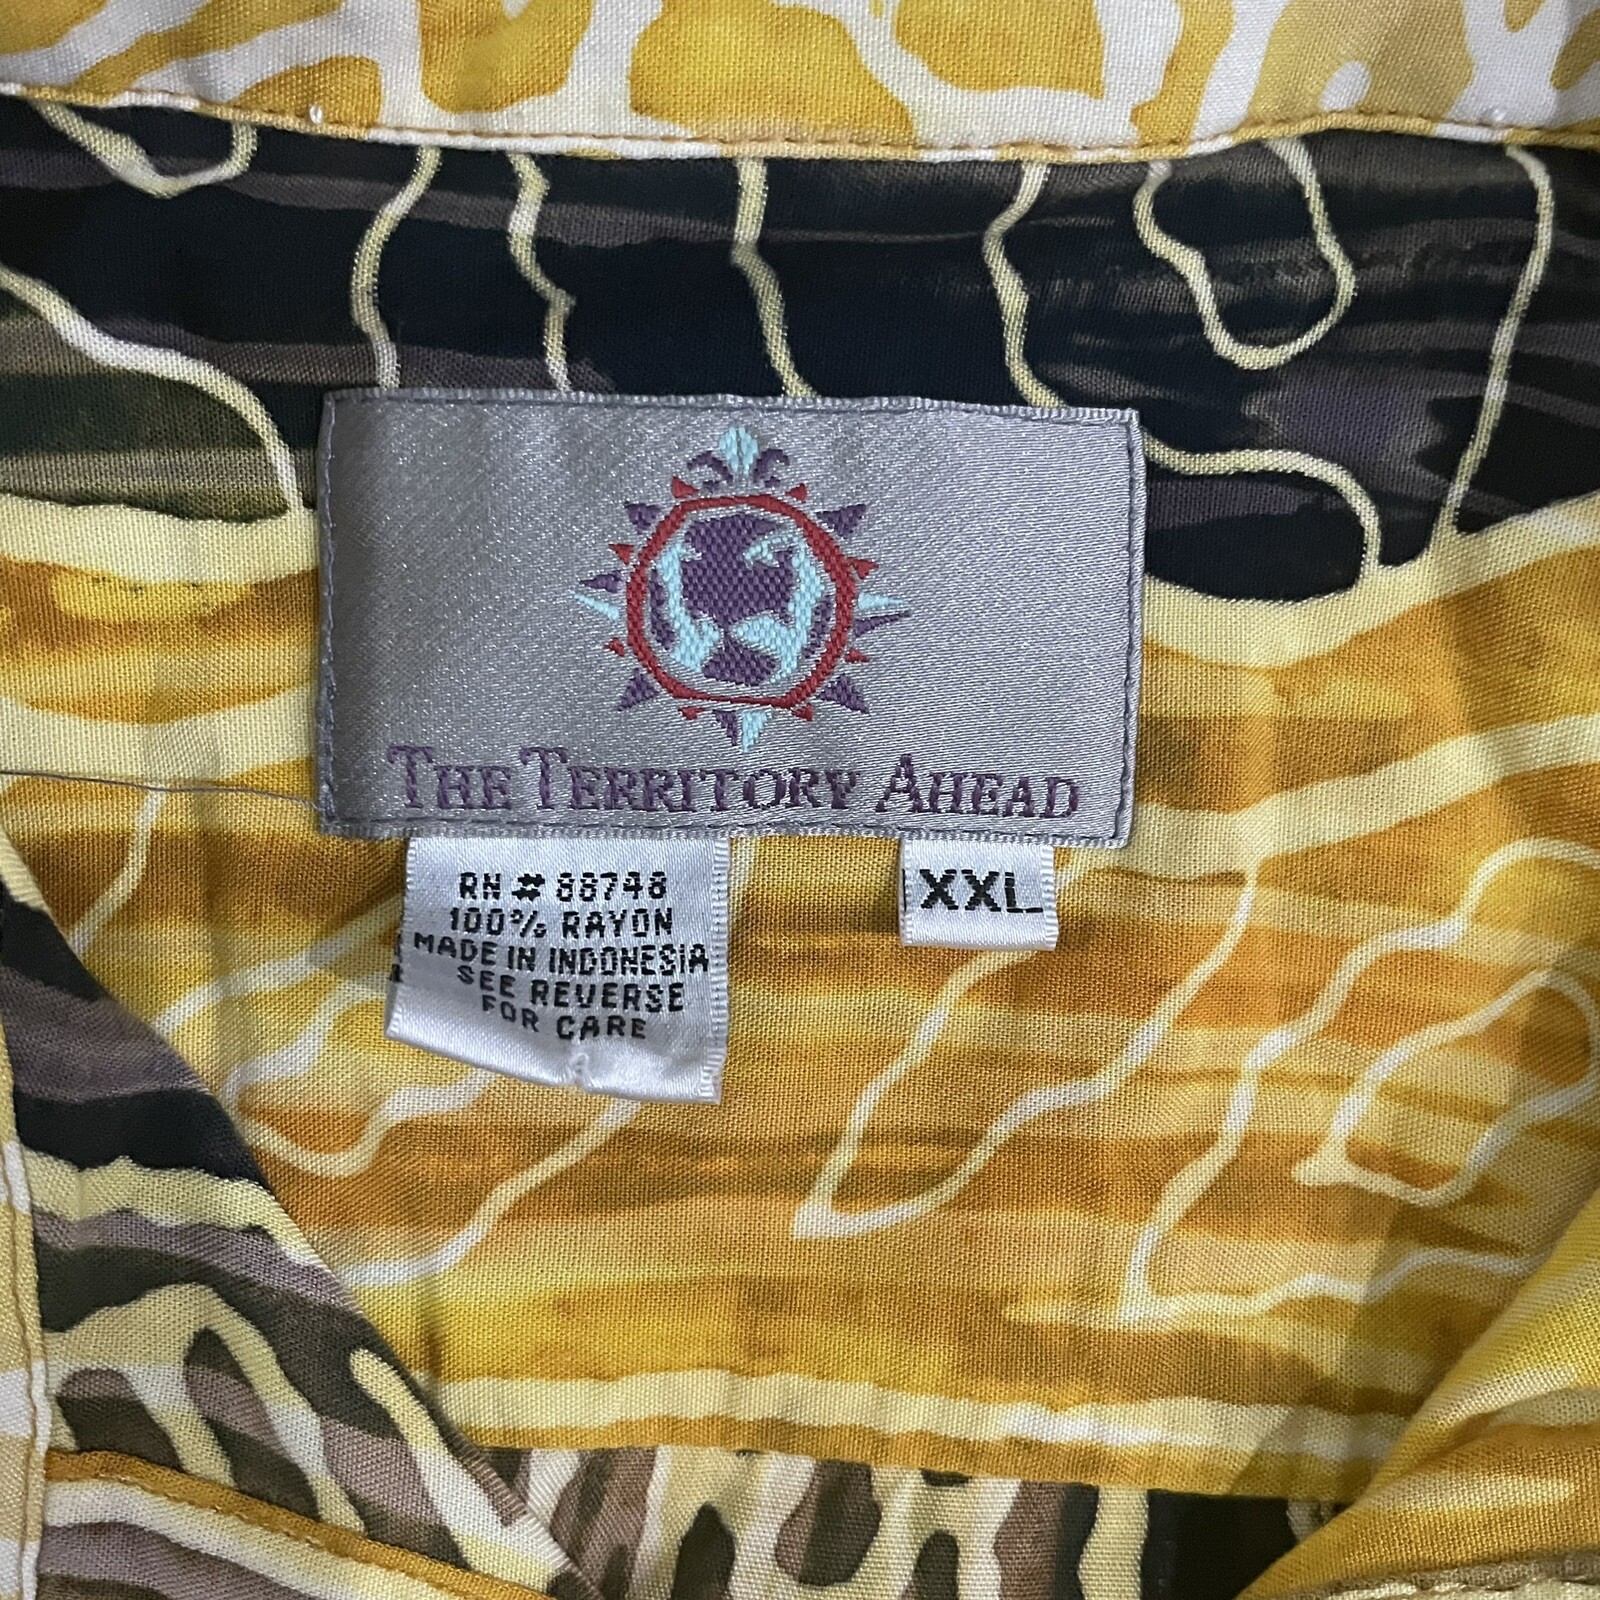 THE TERRITORY AHEAD
RN # 88748
100% RAYON
MADE IN INDONESIA
SEE REVERSE
FOR CARE
XXL